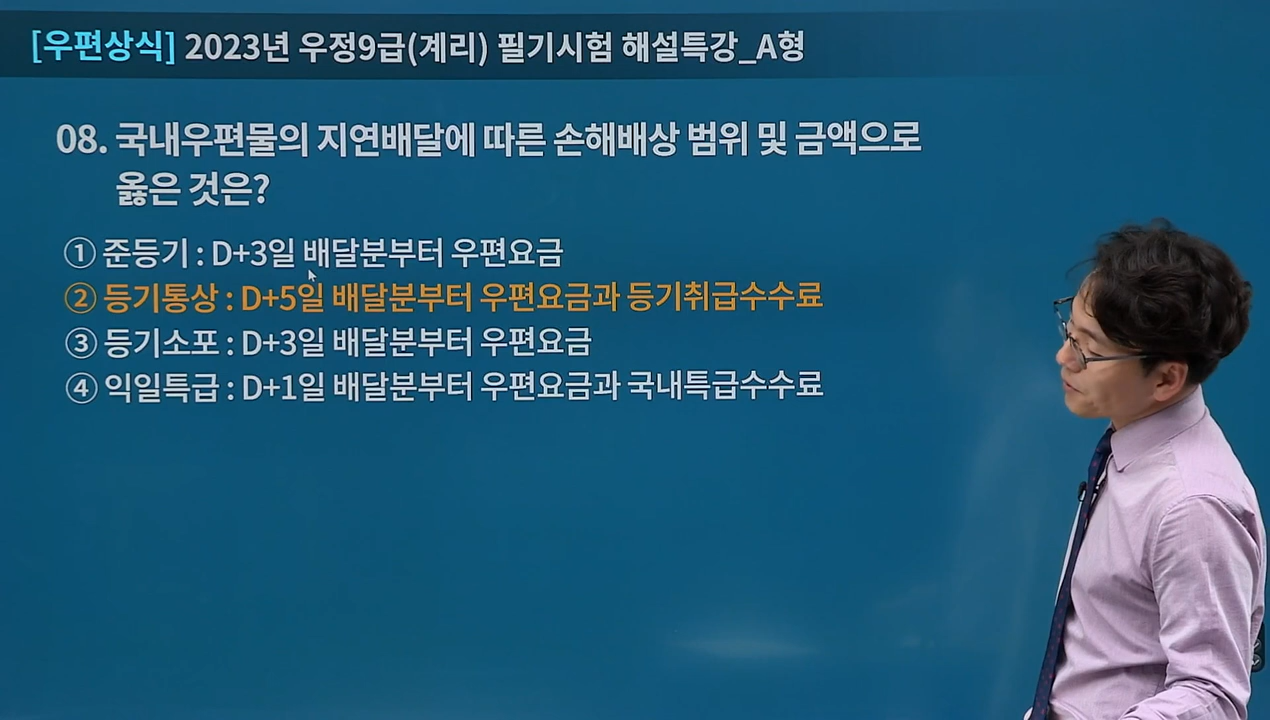 [우편상식] 2023년 우정9급(계리) 필기시험 해설특강_A형
08. 국내우편물의 지연배달에 따른 손해배상 범위 및 금액으로
옳은 것은?
① 준등기 : D+3일 배달분부터 우편요금
② 등기통상 : D+5일 배달분부터 우편요금과 등기취급수수료
③ 등기소포 : D+3일 배달분부터 우편요금
④ 익일특급 : D+1일 배달분부터 우편요금과 국내특급수수료